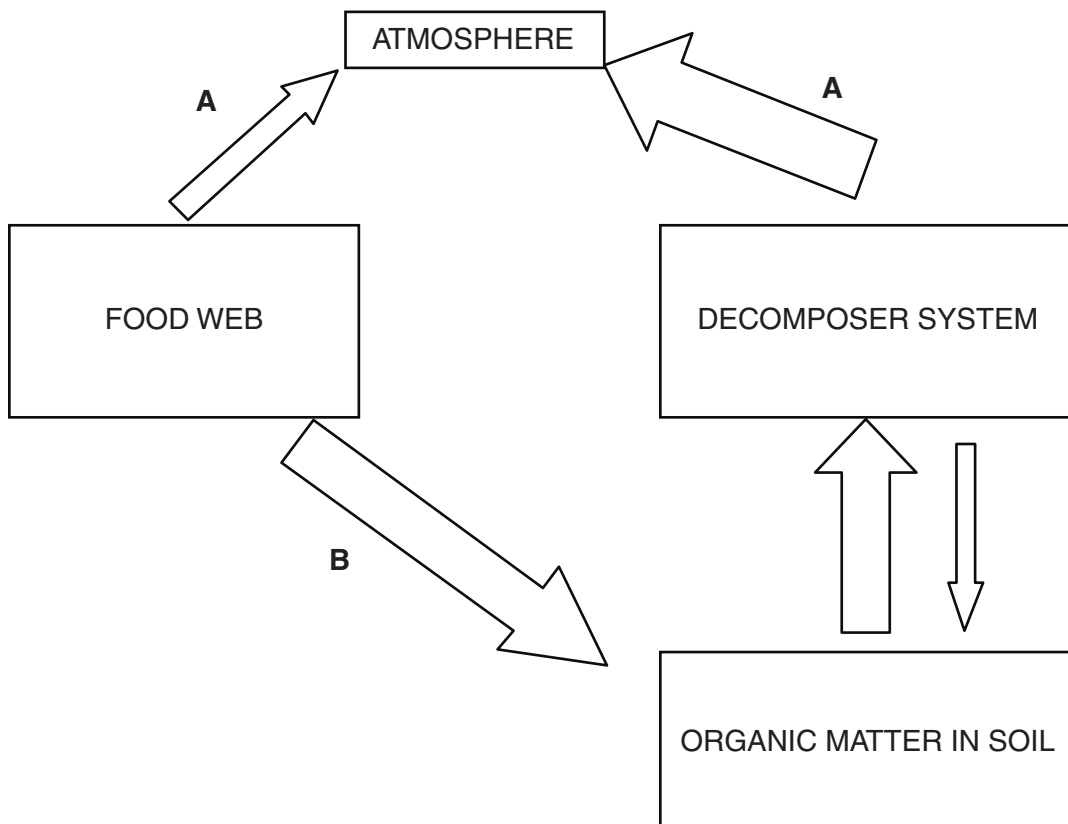 ATMOSPHERE
A
A
FOOD WEB
DECOMPOSER SYSTEM
B
ORGANIC MATTER IN SOIL